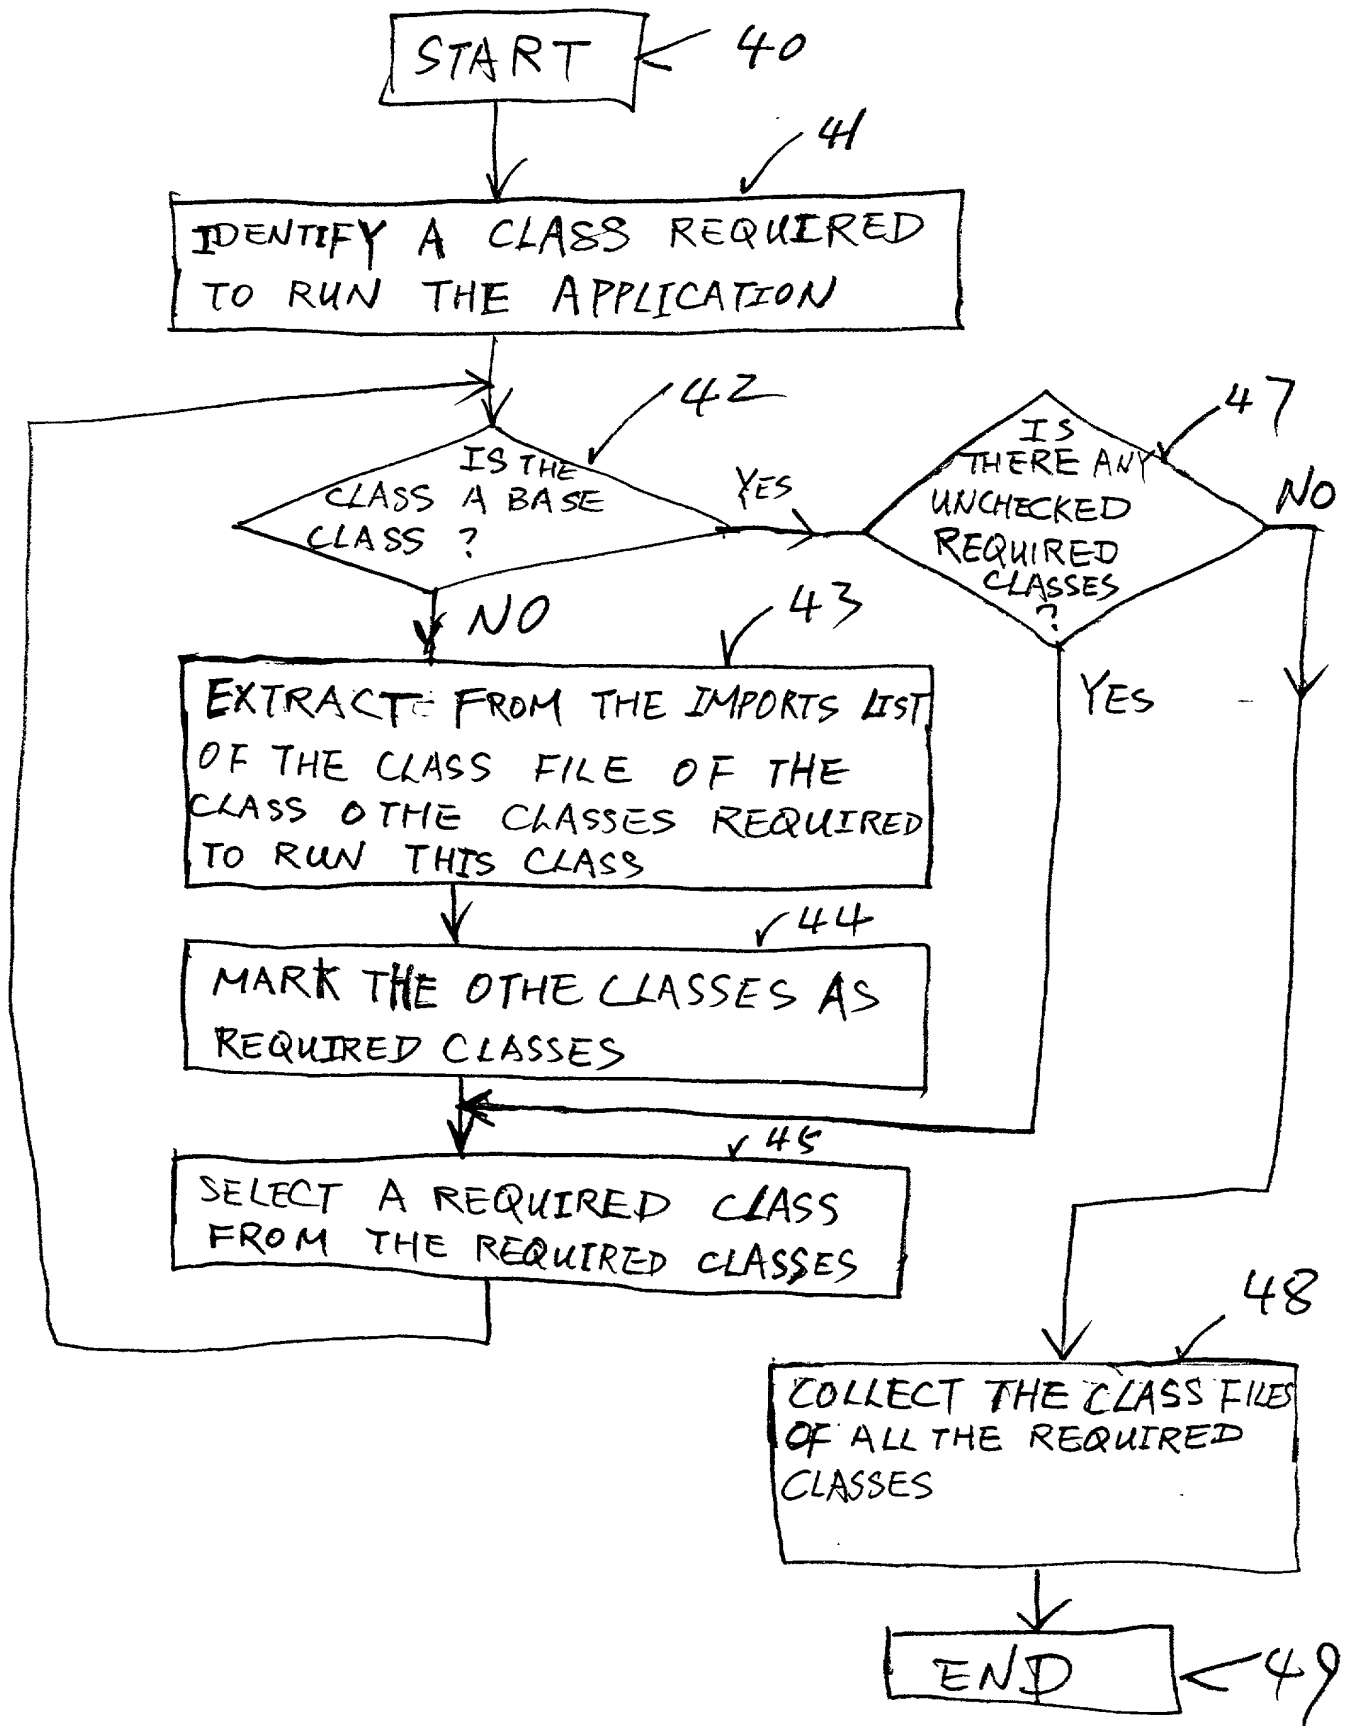 START
40
41
IDENTIFY A CLASS REQUIRED
TO RUN THE APPLICATION
42
IS THE
CLASS A BASE
CLASS ?
YES
47
IS
THERE ANY
UNCHECKED
REQUIRED
CLASSES
?
NO
NO
43
YES
EXTRACT FROM THE IMPORTS LIST
OF THE CLASS FILE OF THE
CLASS OTHE CLASSES REQUIRED
TO RUN THIS CLASS
44
MARK THE OTHE CLASSES AS
REQUIRED CLASSES
45
SELECT A REQUIRED CLASS
FROM THE REQUIRED CLASSES
48
COLLECT THE CLASS FILES
OF ALL THE REQUIRED
CLASSES
END
49